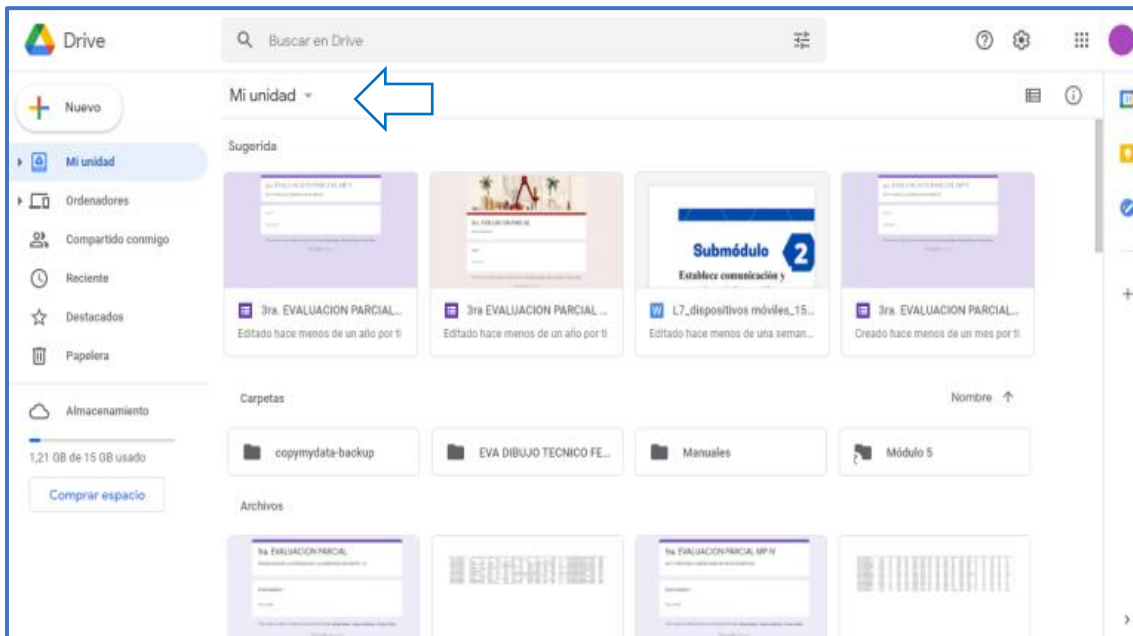 Drive
Buscar en Drive
Nuevo
Mi unidad
Ordenadores
Compartido conmigo
Reciente
Destacados
Papelera
Almacenamiento
1,21 GB de 15 GB usado
Comprar espacio
Mi unidad
Sugerida
Submódulo 2
Establece comunicación y
3ra. EVALUACION PARCIAL...
Editado hace menos de un año por ti
3ra EVALUACION PARCIAL ...
Editado hace menos de un año por ti
L7_dispositivos móviles_15...
Editado hace menos de una seman...
3ra. EVALUACION PARCIAL...
Creado hace menos de un mes por ti
Carpetas
Nombre
copymydata-backup
EVA DIBUJO TECNICO FE...
Manuales
Módulo 5
Archivos
EVALUACION PARCIAL
EVALUACION PARCIAL MP IV